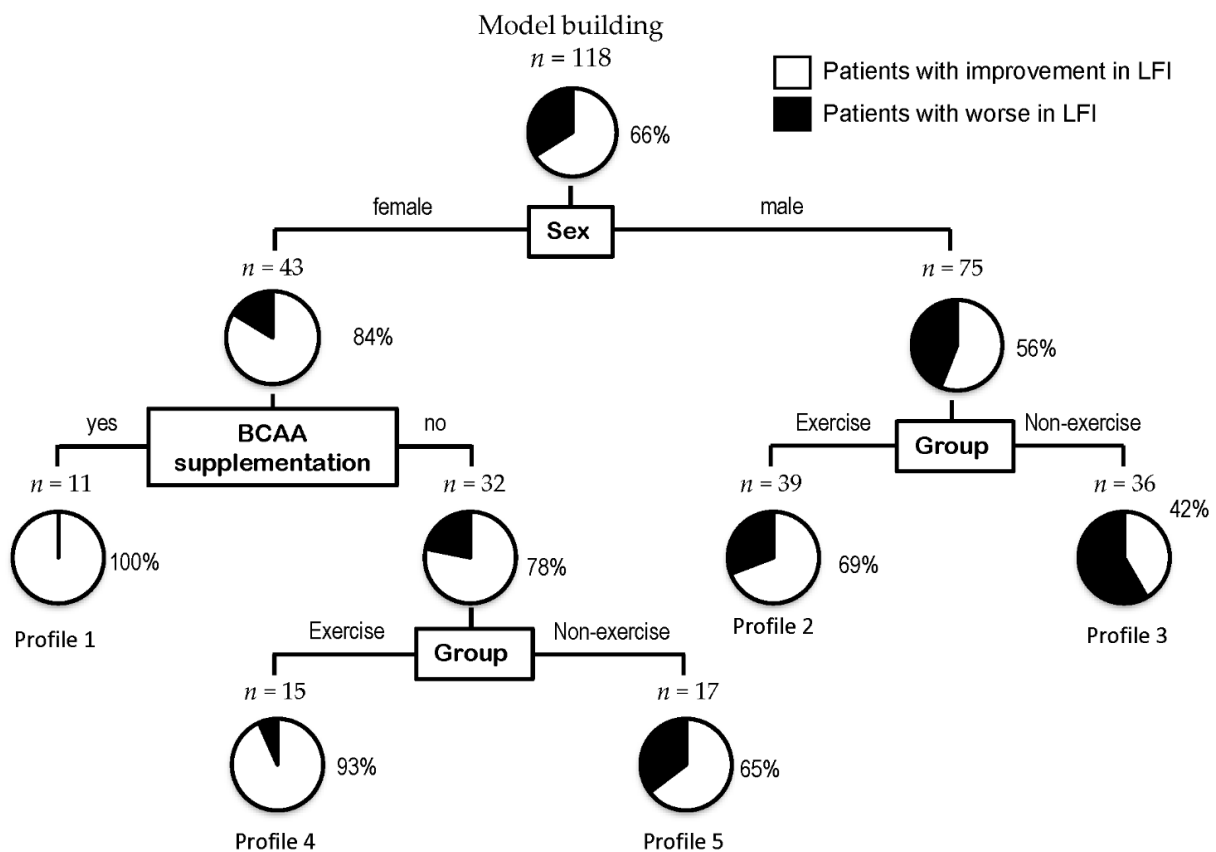 Model building
n = 118
Patients with improvement in LFI
Patients with worse in LFI
66%
female
male
Sex
n = 43
n = 75
84%
56%
yes
BCAA
supplementation
no
Exercise
Group
Non-exercise
n = 11
n = 32
n = 39
n = 36
42%
100%
78%
69%
Profile 1
Profile 2
Profile 3
Exercise
Group
Non-exercise
n = 15
n = 17
93%
65%
Profile 4
Profile 5